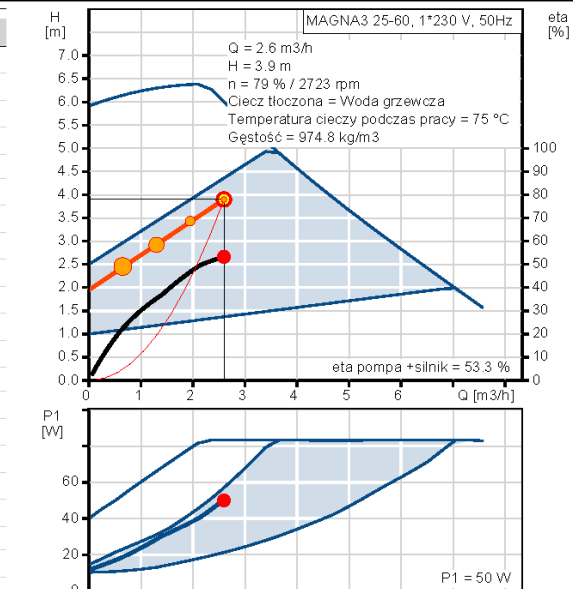 H
[m]
eta
[%]
MAGNA3 25-60, 1*230 V, 50Hz
Q = 2.6 m3/h
H = 3.9 m
n = 79 % / 2723 rpm
Ciecz tłoczona = Woda grzewcza
Temperatura cieczy podczas pracy = 75 °C
Gęstość = 974.8 kg/m3
7.0
6.5
6.0
5.5
5.0
4.5
4.0
3.5
3.0
2.5
2.0
1.5
1.0
0.5
0.0
100
90
80
70
60
50
40
30
20
10
0
eta pompa +silnik = 53.3 %
0 1 2 3 4 5 6 Q [m3/h]
P1
[W]
60
40
20
0
P1 = 50 W